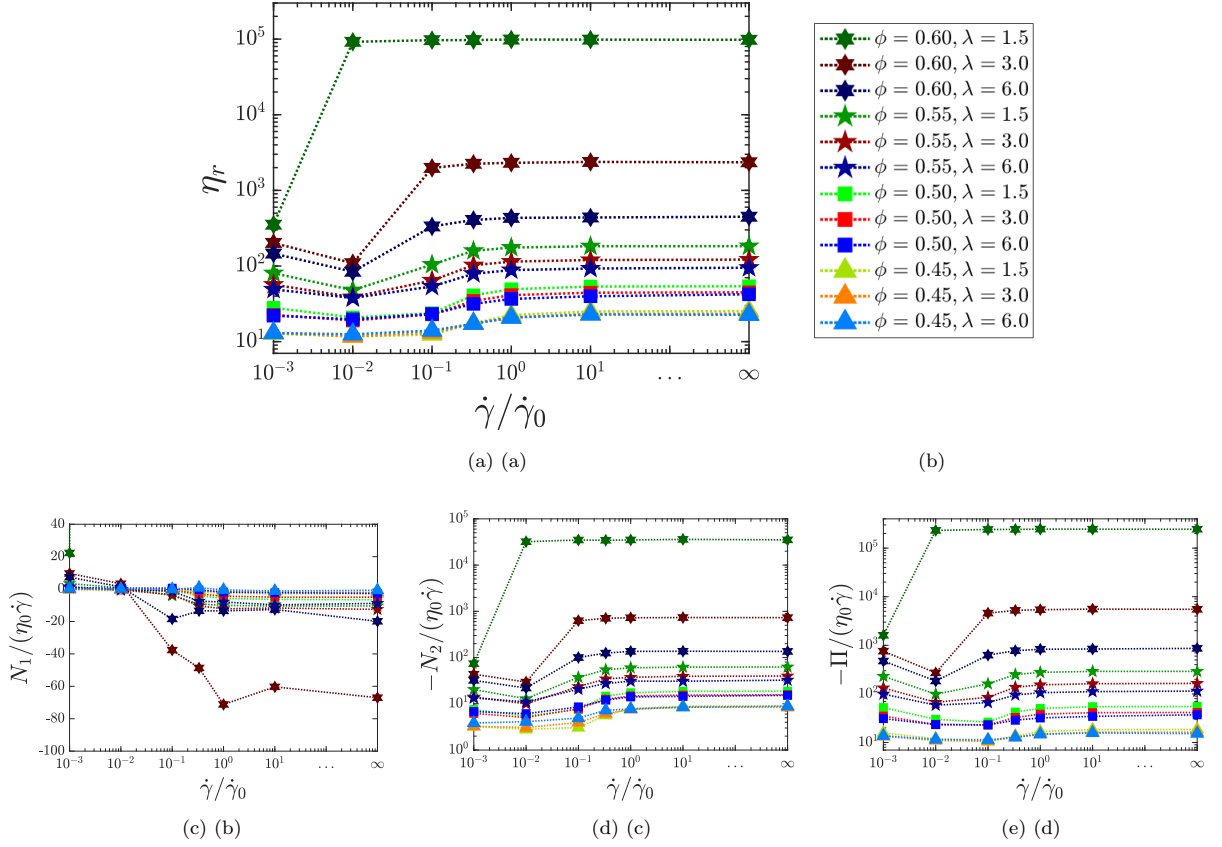 10^5
10^4
10^3
10^2
10^1
η_r
10^{-3} 10^{-2} 10^{-1} 10^0 10^1 ... ∞
γ̇/γ̇_0
(a) (a)
ϕ = 0.60, λ = 1.5
ϕ = 0.60, λ = 3.0
ϕ = 0.60, λ = 6.0
ϕ = 0.55, λ = 1.5
ϕ = 0.55, λ = 3.0
ϕ = 0.55, λ = 6.0
ϕ = 0.50, λ = 1.5
ϕ = 0.50, λ = 3.0
ϕ = 0.50, λ = 6.0
ϕ = 0.45, λ = 1.5
ϕ = 0.45, λ = 3.0
ϕ = 0.45, λ = 6.0
(b)
40
20
0
-20
-40
-60
-80
-100
N_1/(η_0γ̇)
10^{-3} 10^{-2} 10^{-1} 10^0 10^1 ... ∞
γ̇/γ̇_0
(c) (b)
10^5
10^4
10^3
10^2
10^1
10^0
−N_2/(η_0γ̇)
10^{-3} 10^{-2} 10^{-1} 10^0 10^1 ... ∞
γ̇/γ̇_0
(d) (c)
10^5
10^4
10^3
10^2
10^1
−Π/(η_0γ̇)
10^{-3} 10^{-2} 10^{-1} 10^0 10^1 ... ∞
γ̇/γ̇_0
(e) (d)